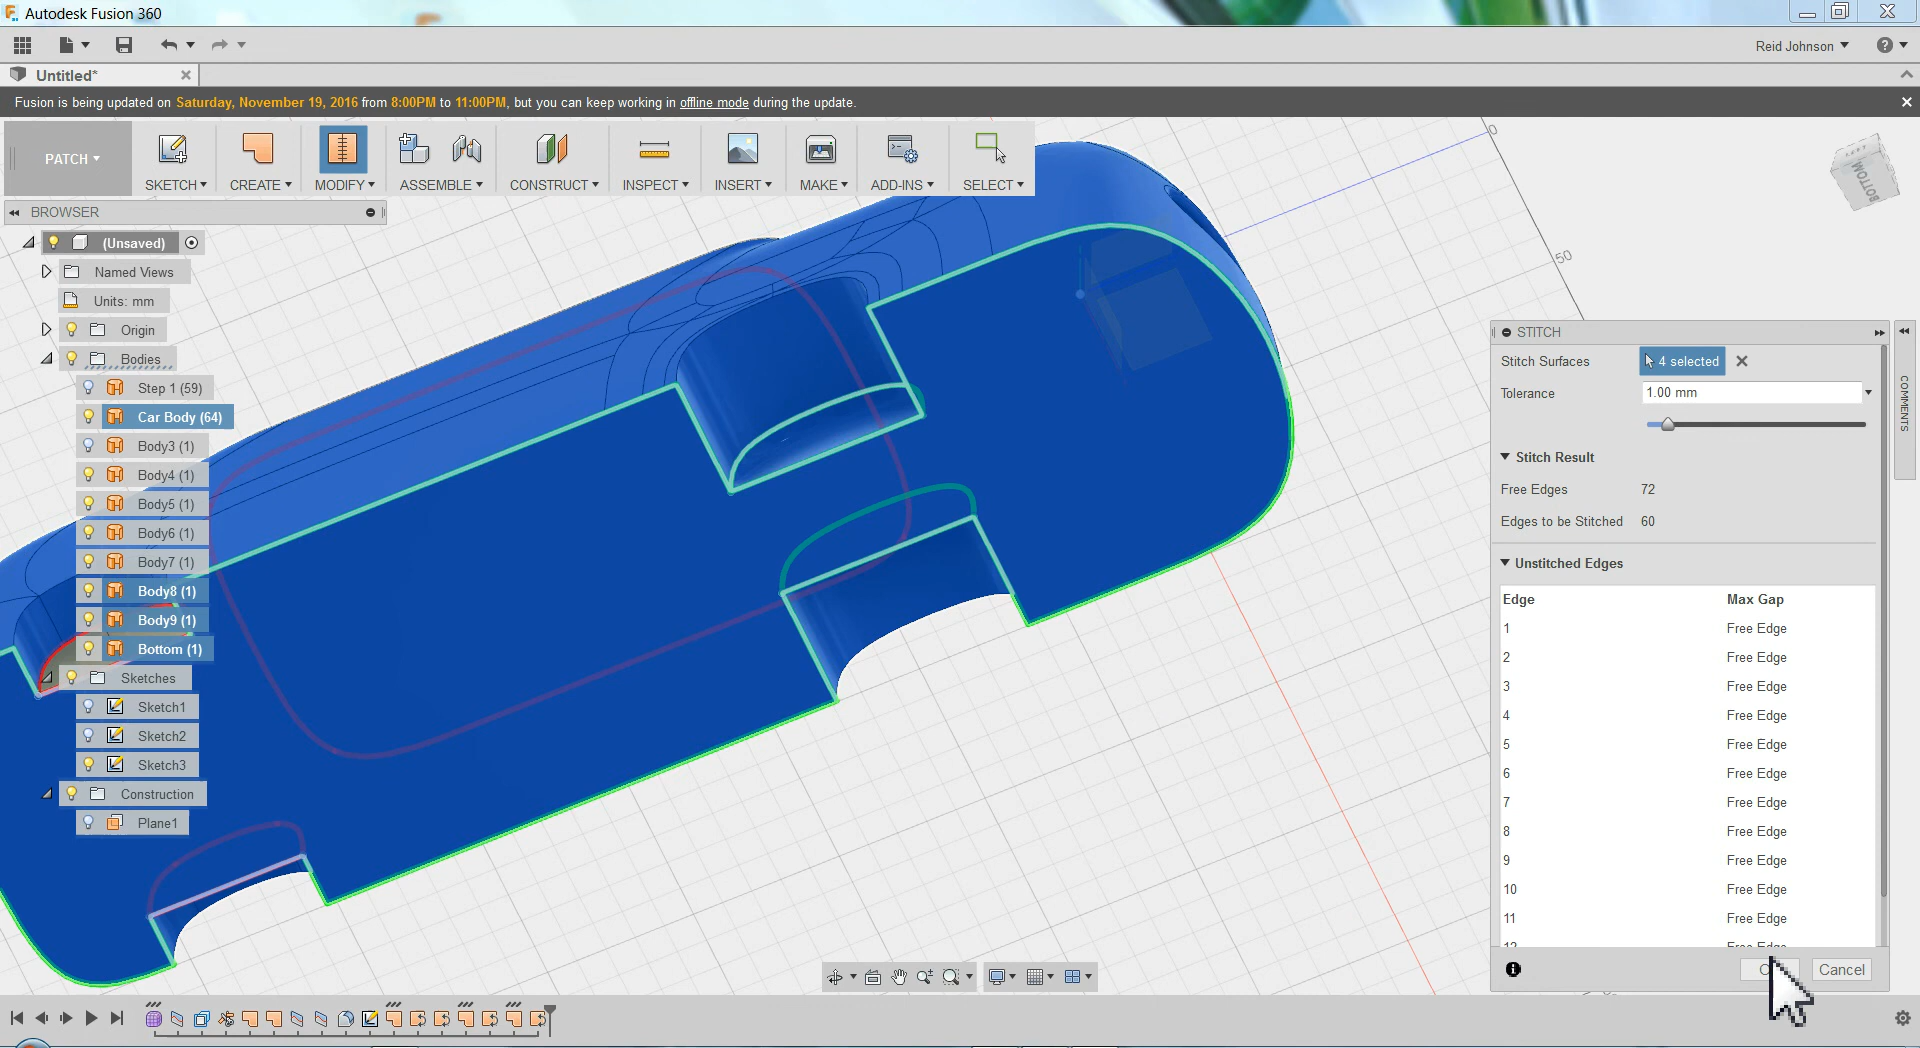 Autodesk Fusion 360
Reid Johnson
Untitled*
Fusion is being updated on Saturday, November 19, 2016 from 8:00PM to 11:00PM, but you can keep working in offline mode during the update.
PATCH
SKETCH
CREATE
MODIFY
ASSEMBLE
CONSTRUCT
INSPECT
INSERT
MAKE
ADD-INS
SELECT
BROWSER
(Unsaved)
Named Views
Units: mm
Origin
Bodies
Step 1 (59)
Car Body (64)
Body3 (1)
Body4 (1)
Body5 (1)
Body6 (1)
Body7 (1)
Body8 (1)
Body9 (1)
Bottom (1)
Sketches
Sketch1
Sketch2
Sketch3
Construction
Plane1
0
50
LEFT
BOTTOM
STITCH
Stitch Surfaces 4 selected
Tolerance 1.00 mm
Stitch Result
Free Edges 72
Edges to be Stitched 60
Unstitched Edges
Edge Max Gap
1 Free Edge
2 Free Edge
3 Free Edge
4 Free Edge
5 Free Edge
6 Free Edge
7 Free Edge
8 Free Edge
9 Free Edge
10 Free Edge
11 Free Edge
12 Free Edge
Cancel
COMMENTS